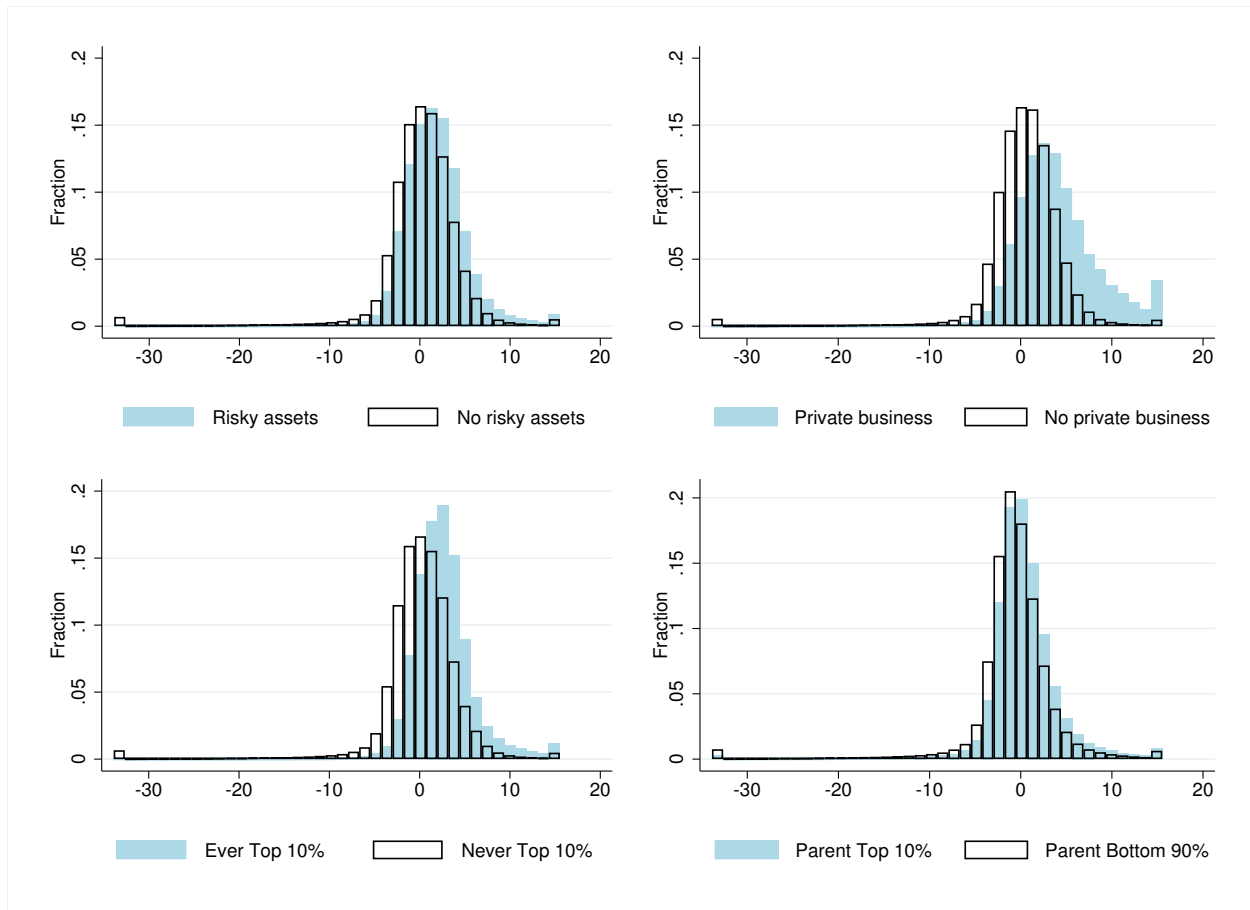 .2
.15
.1
.05
0
Fraction
-30 -20 -10 0 10 20
Risky assets No risky assets
.2
.15
.1
.05
0
Fraction
-30 -20 -10 0 10 20
Private business No private business
.2
.15
.1
.05
0
Fraction
-30 -20 -10 0 10 20
Ever Top 10% Never Top 10%
.2
.15
.1
.05
0
Fraction
-30 -20 -10 0 10 20
Parent Top 10% Parent Bottom 90%